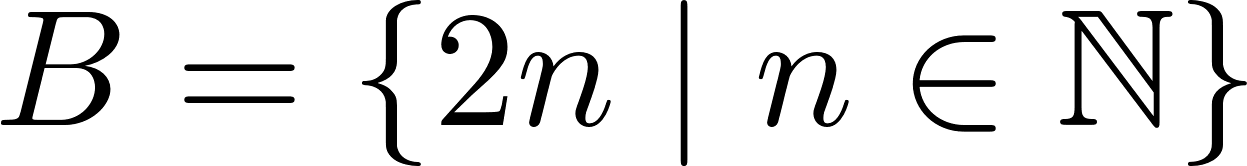 B = {2n | n ∈ ℕ}